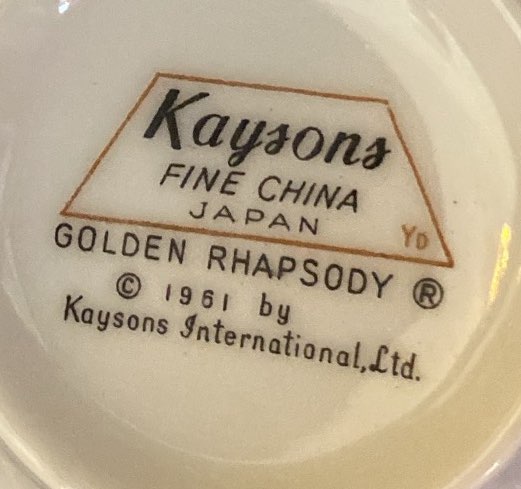 Kaysons
FINE CHINA
JAPAN
YD
GOLDEN RHAPSODY ®
© 1961 by
Kaysons International, Ltd.